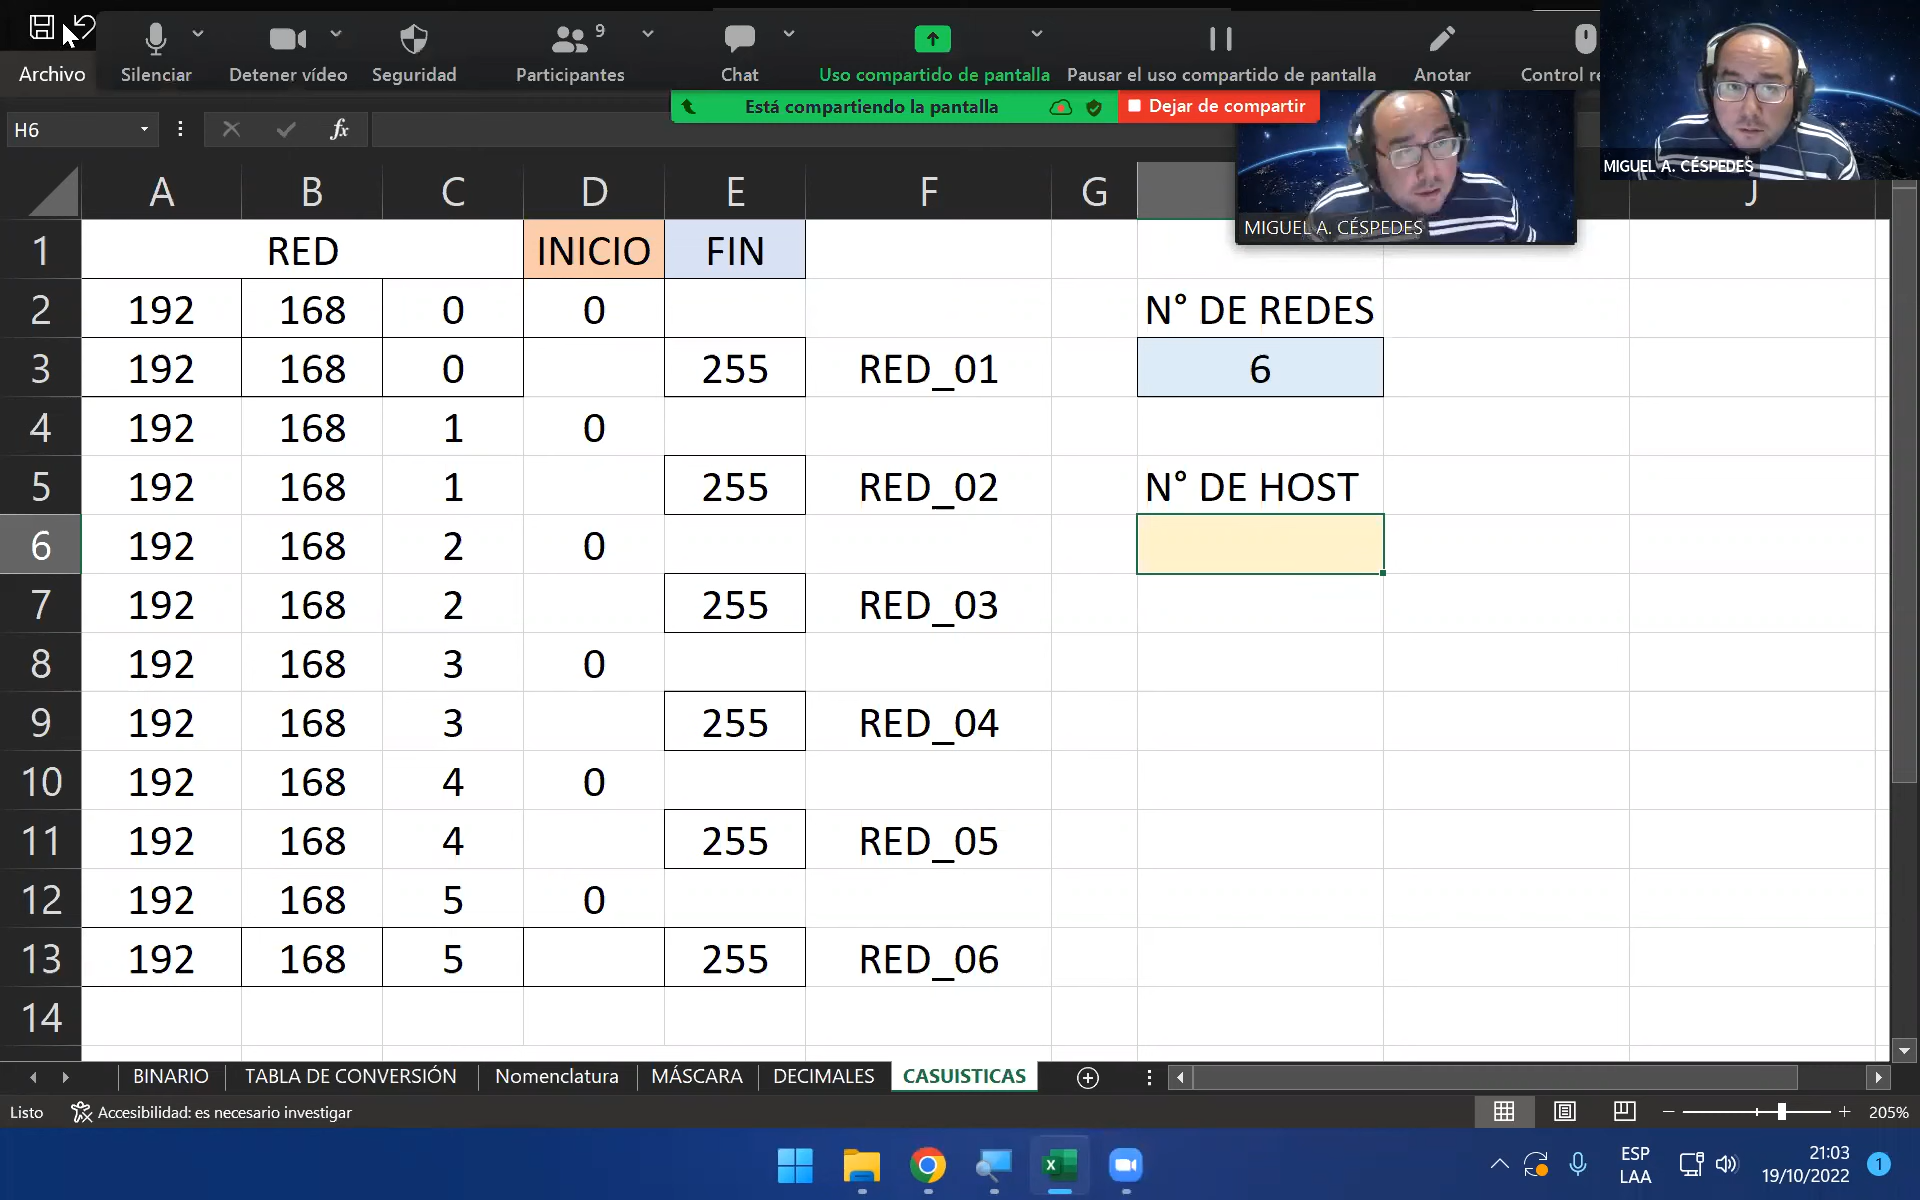 Silenciar
Detener vídeo
Seguridad
Participantes
9
Chat
Uso compartido de pantalla
Pausar el uso compartido de pantalla
Anotar
Control re
Archivo
Está compartiendo la pantalla
Dejar de compartir
MIGUEL A. CÉSPEDES
MIGUEL A. CÉSPEDES
H6
fx
A B C D E F G J
1 RED INICIO FIN
2 192 168 0 0 N° DE REDES
3 192 168 0 255 RED_01 6
4 192 168 1 0
5 192 168 1 255 RED_02 N° DE HOST
6 192 168 2 0
7 192 168 2 255 RED_03
8 192 168 3 0
9 192 168 3 255 RED_04
10 192 168 4 0
11 192 168 4 255 RED_05
12 192 168 5 0
13 192 168 5 255 RED_06
14
BINARIO TABLA DE CONVERSIÓN Nomenclatura MÁSCARA DECIMALES CASUISTICAS
Listo Accesibilidad: es necesario investigar 205%
ESP
LAA
21:03
19/10/2022
1